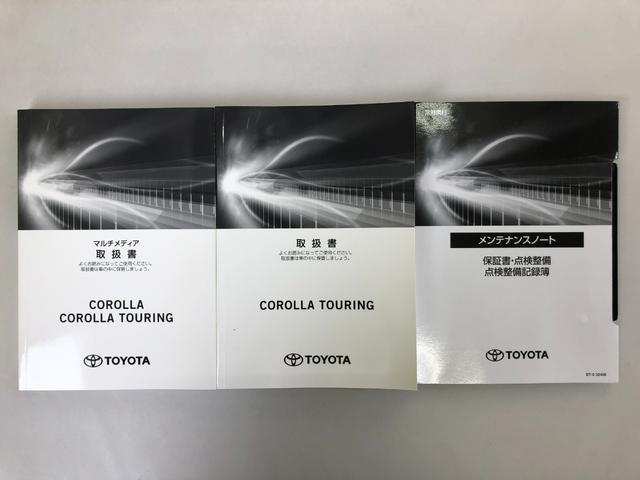 マルチメディア
取扱書
よくお読みになってご使用ください。
取扱書は車の中に保管しましょう。
COROLLA
COROLLA TOURING
TOYOTA
取扱書
よくお読みになってご使用ください。
取扱書は車の中に保管しましょう。
COROLLA TOURING
TOYOTA
メンテナンスノート
保証書・点検整備
点検整備記録簿
TOYOTA